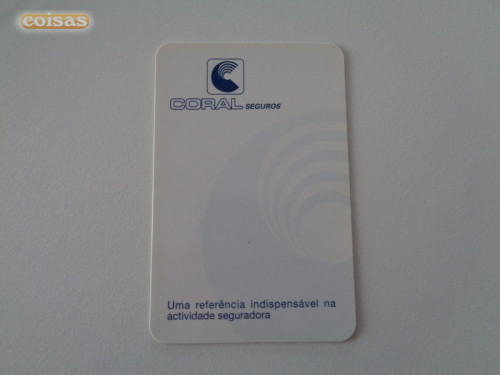 coisas
CORAL SEGUROS
Uma referência indispensável na
actividade seguradora